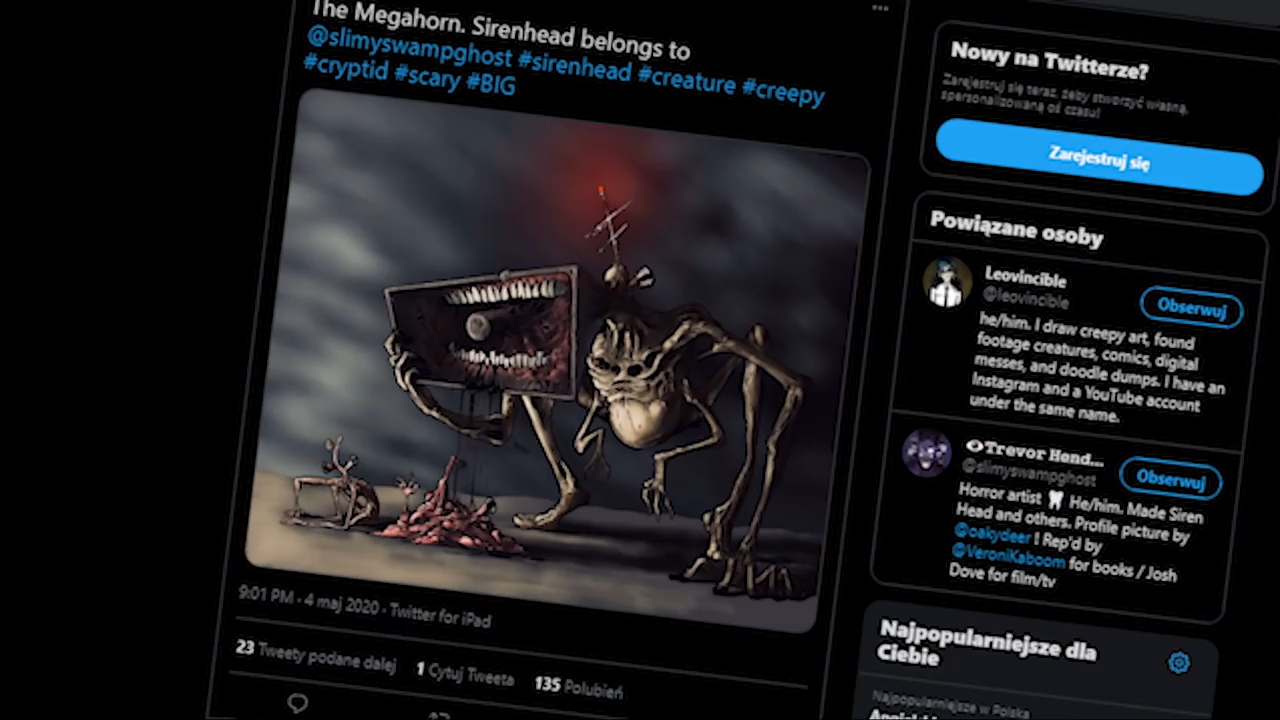 The Megahorn. Sirenhead belongs to
@slimyswampghost #sirenhead #creature #creepy
#cryptid #scary #BIG
9:01 PM · 4 maj 2020 · Twitter for iPad
23 Tweety podane dalej 1 Cytuj Tweeta 135 Polubień
Nowy na Twitterze?
Zarejestruj się teraz, żeby stworzyć własną,
spersonalizowaną oś czasu!
Zarejestruj się
Powiązane osoby
Leovincible
@leovincible
Obserwuj
he/him. I draw creepy art, found
footage creatures, comics, digital
messes, and doodle dumps. I have an
Instagram and a YouTube account
under the same name.
Trevor Hend...
@slimyswampghost
Obserwuj
Horror artist 🦷 He/him. Made Siren
Head and others. Profile picture by
@oakydeer ! Rep'd by
@VeroniKaboom for books / Josh
Dove for film/tv
Najpopularniejsze dla
Ciebie
Najpopularniejsze w Polsce